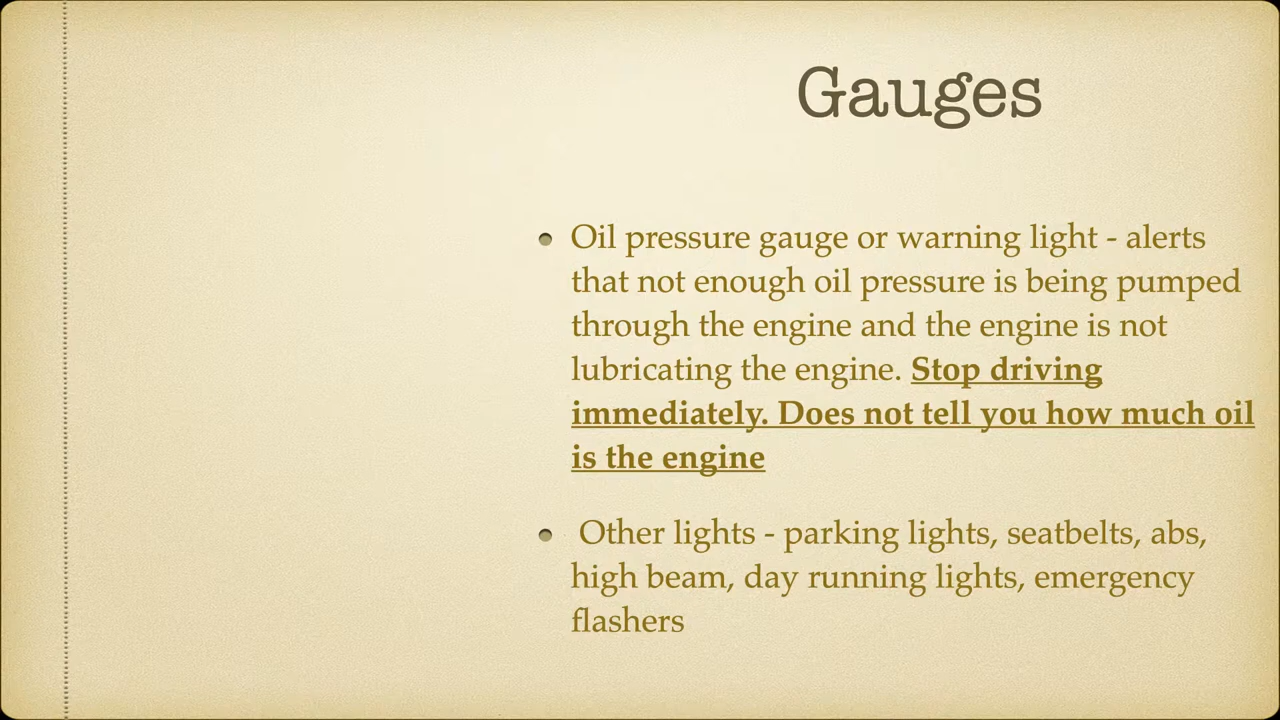 Gauges
Oil pressure gauge or warning light - alerts
that not enough oil pressure is being pumped
through the engine and the engine is not
lubricating the engine. Stop driving
immediately. Does not tell you how much oil
is the engine
Other lights - parking lights, seatbelts, abs,
high beam, day running lights, emergency
flashers